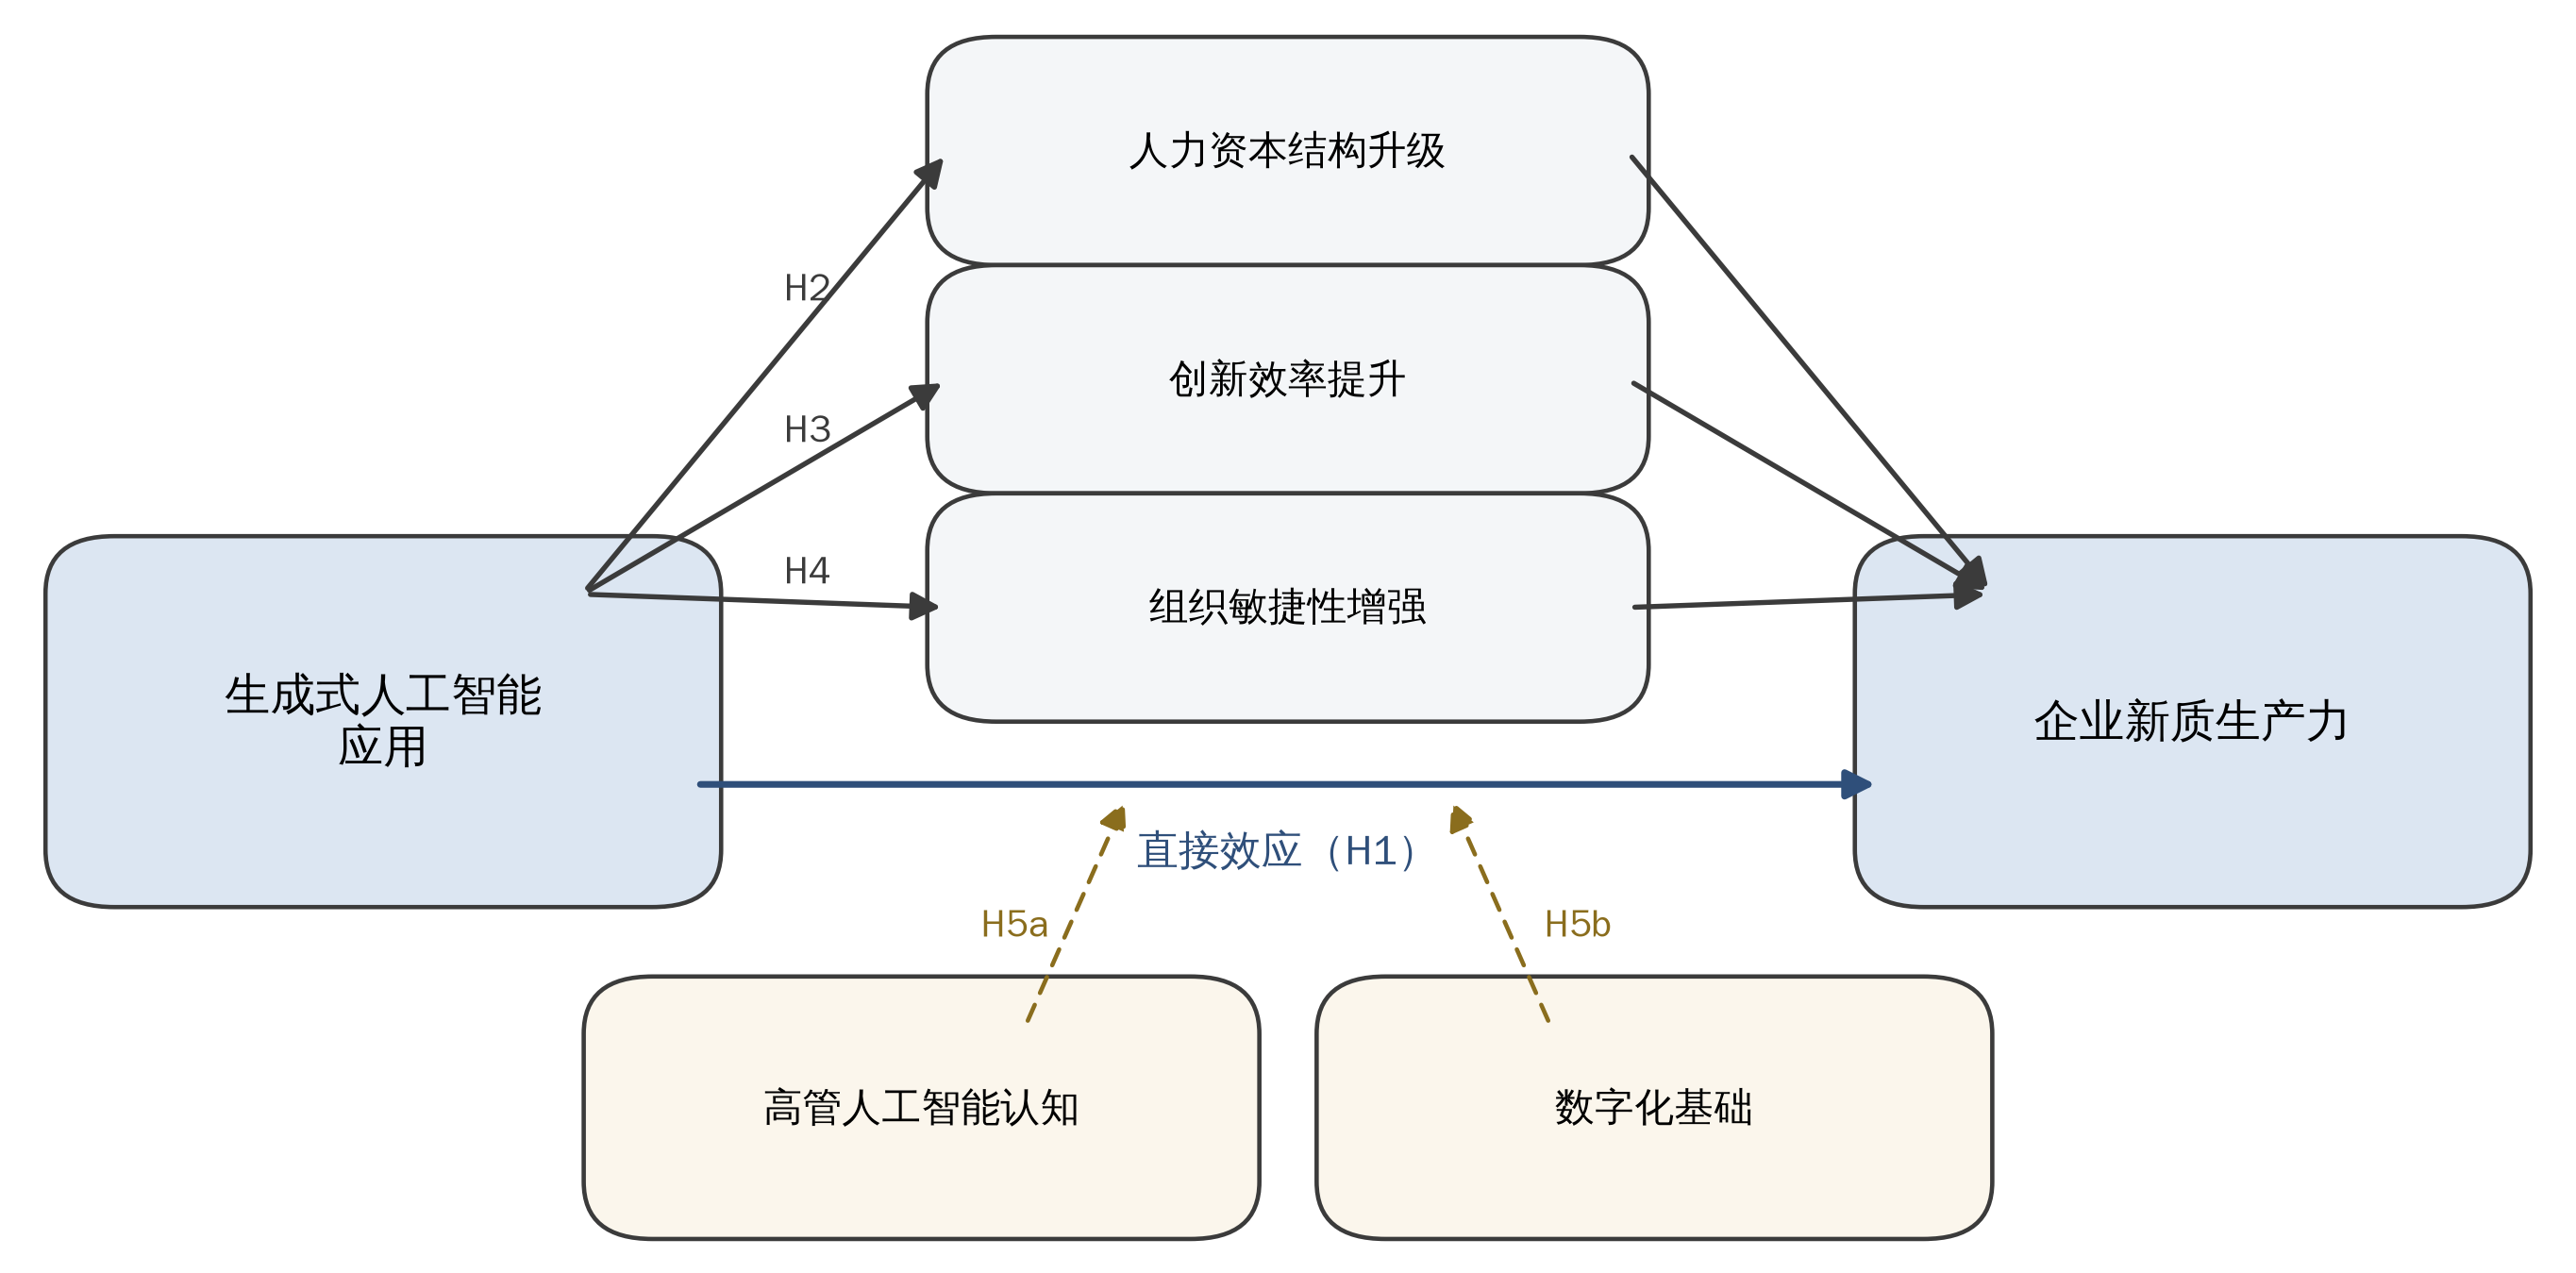 人力资本结构升级
H2
创新效率提升
H3
H4
组织敏捷性增强
生成式人工智能
应用
企业新质生产力
直接效应（H1）
H5a
H5b
高管人工智能认知
数字化基础